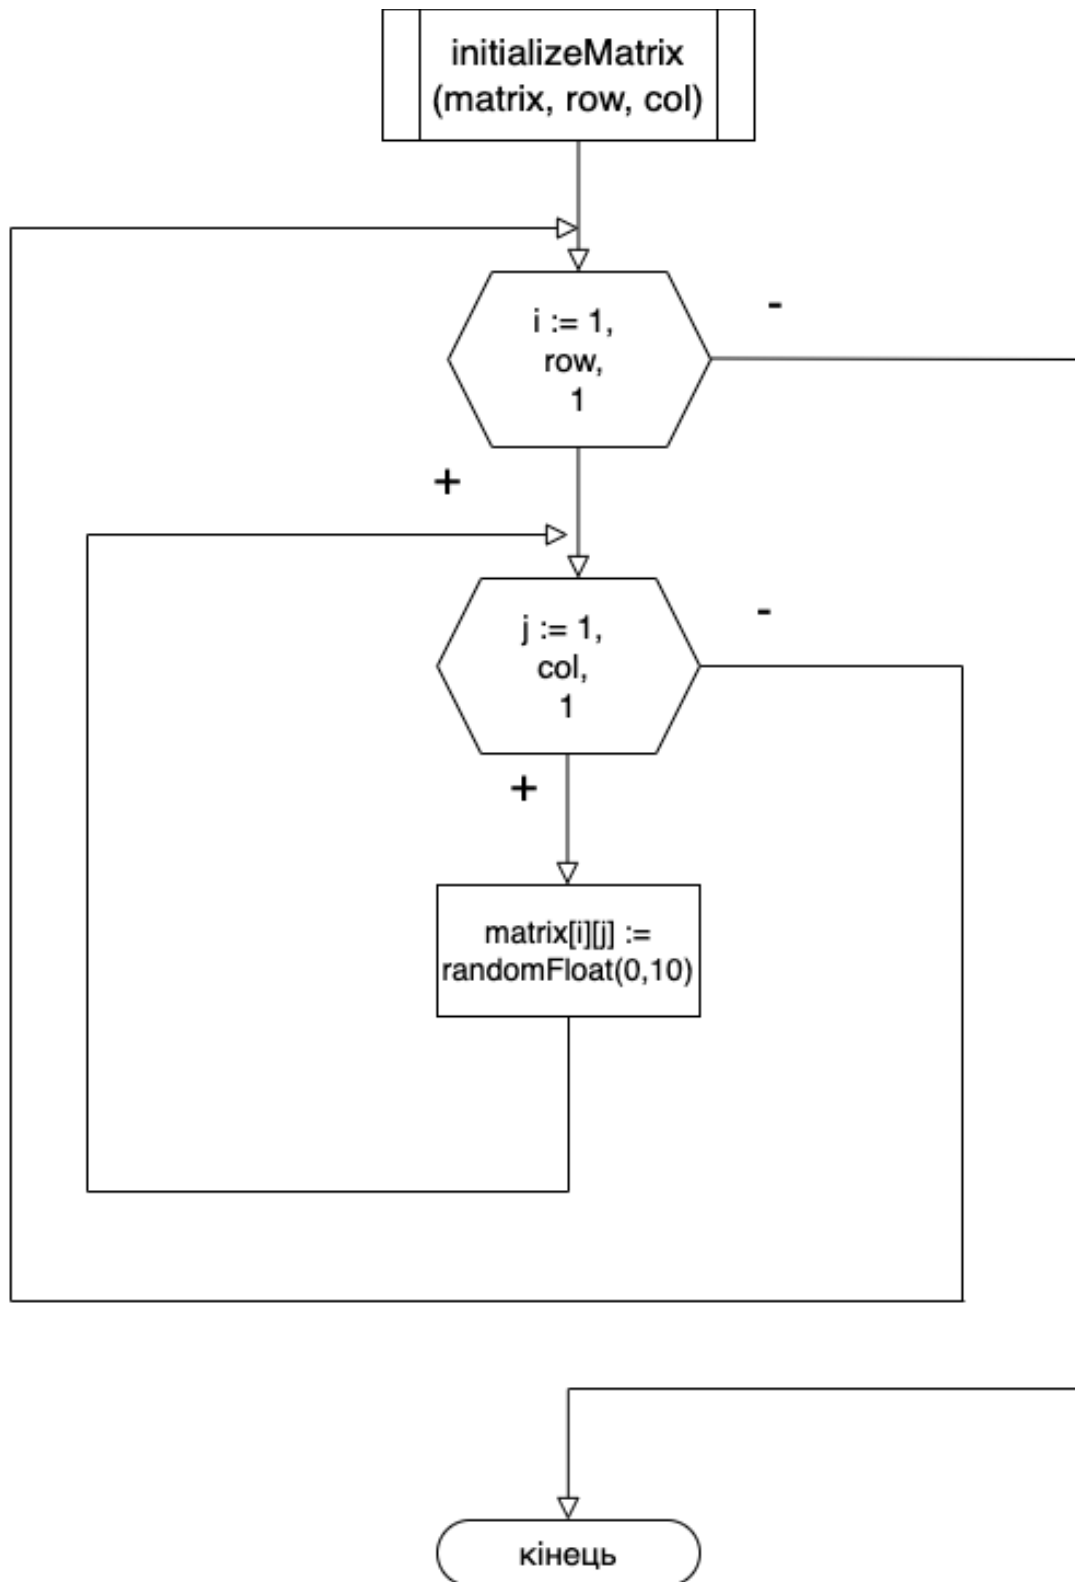 initializeMatrix
(matrix, row, col)
-
i := 1,
row,
1
+
-
j := 1,
col,
1
+
matrix[i][j] :=
randomFloat(0,10)
кінець